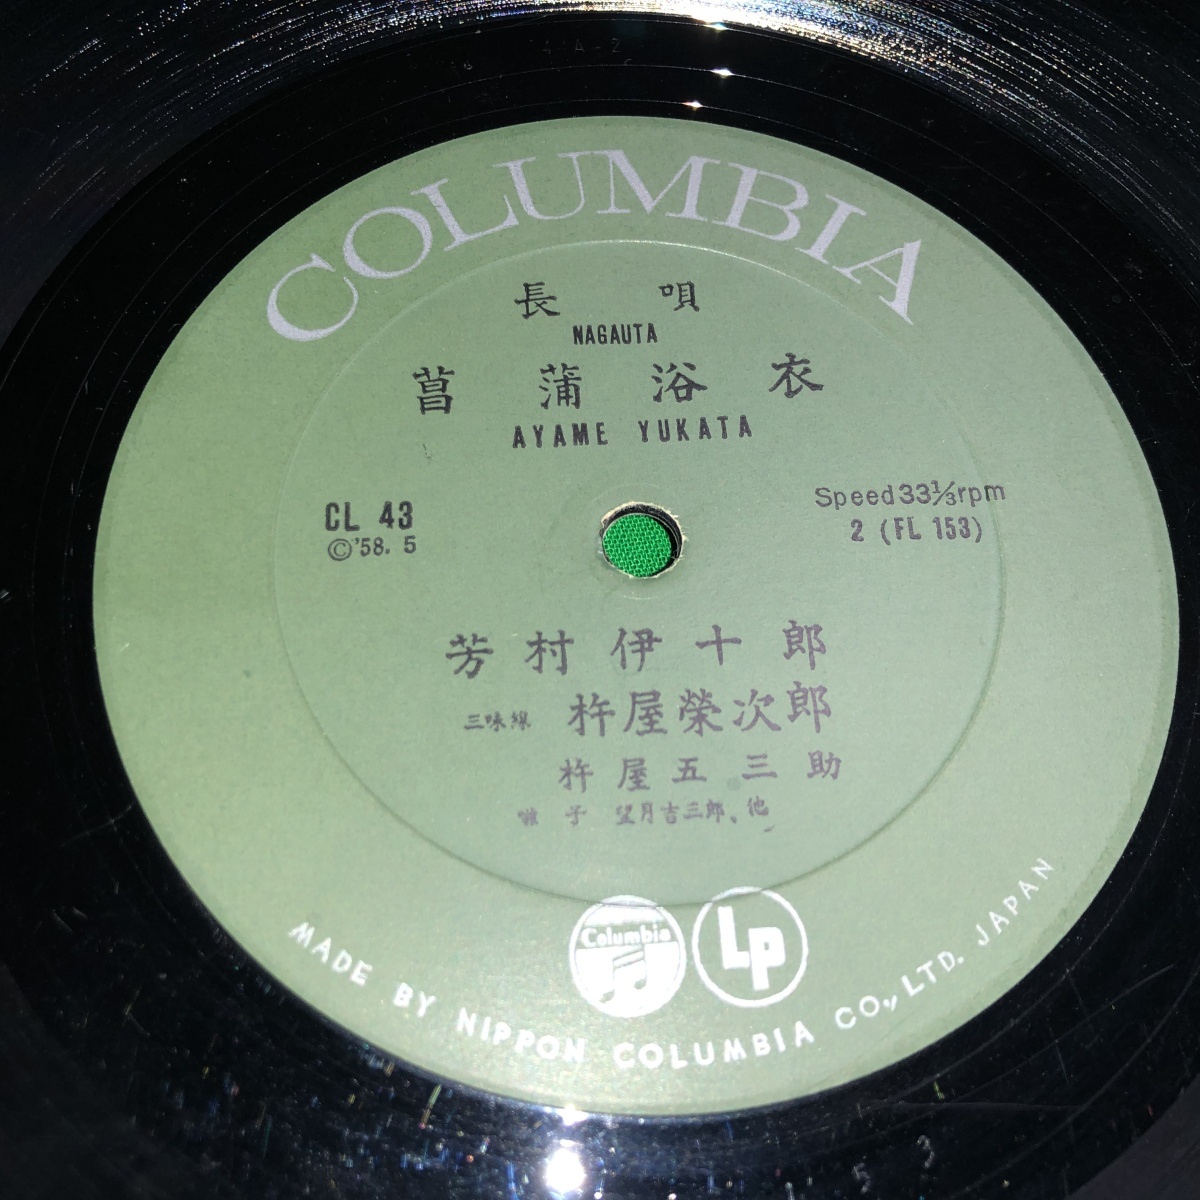 COLUMBIA
長唄
NAGAUTA
菖蒲浴衣
AYAME YUKATA
CL 43
©'58. 5
Speed 33⅓rpm
2 (FL 153)
芳村伊十郎
三味線 杵屋榮次郎
杵屋五三助
囃子 望月吉三郎、他
Columbia
LP
MADE BY NIPPON COLUMBIA CO., LTD. JAPAN